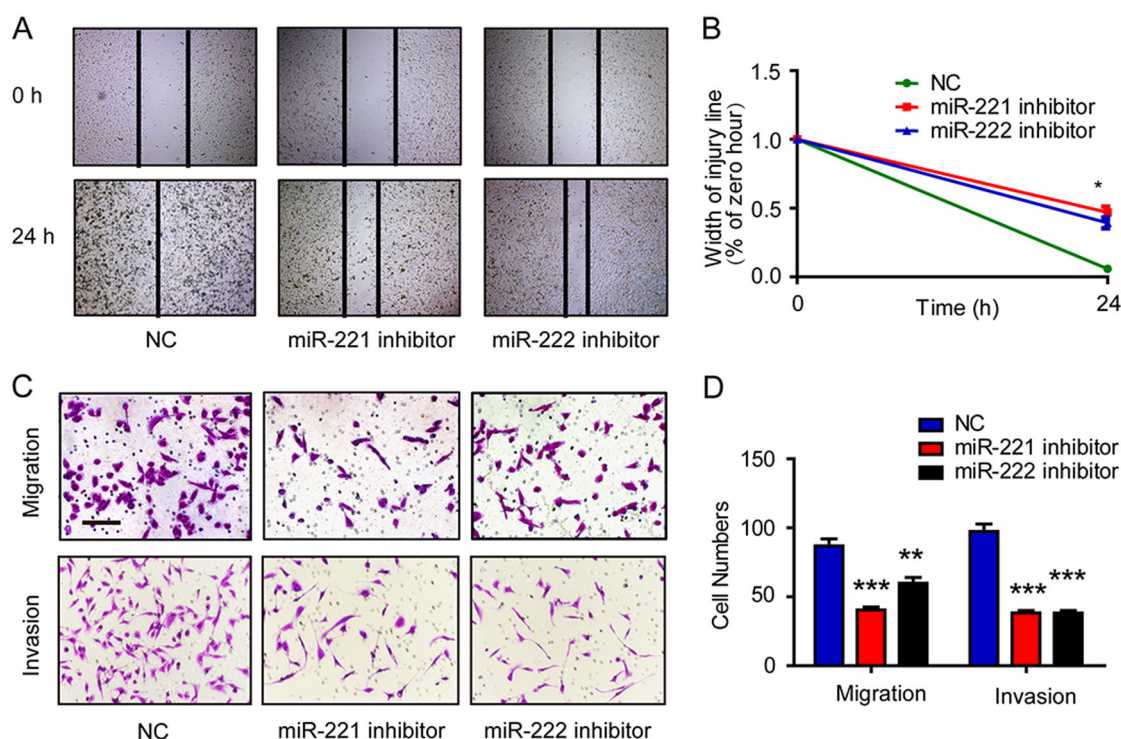 A
0 h
24 h
NC
miR-221 inhibitor
miR-222 inhibitor
B
Width of injury line
(% of zero hour)
1.5
1.0
0.5
0.0
NC
miR-221 inhibitor
miR-222 inhibitor
*
0
24
Time (h)
C
Migration
Invasion
NC
miR-221 inhibitor
miR-222 inhibitor
D
NC
miR-221 inhibitor
miR-222 inhibitor
Cell Numbers
150
100
50
0
***
**
***
***
Migration
Invasion